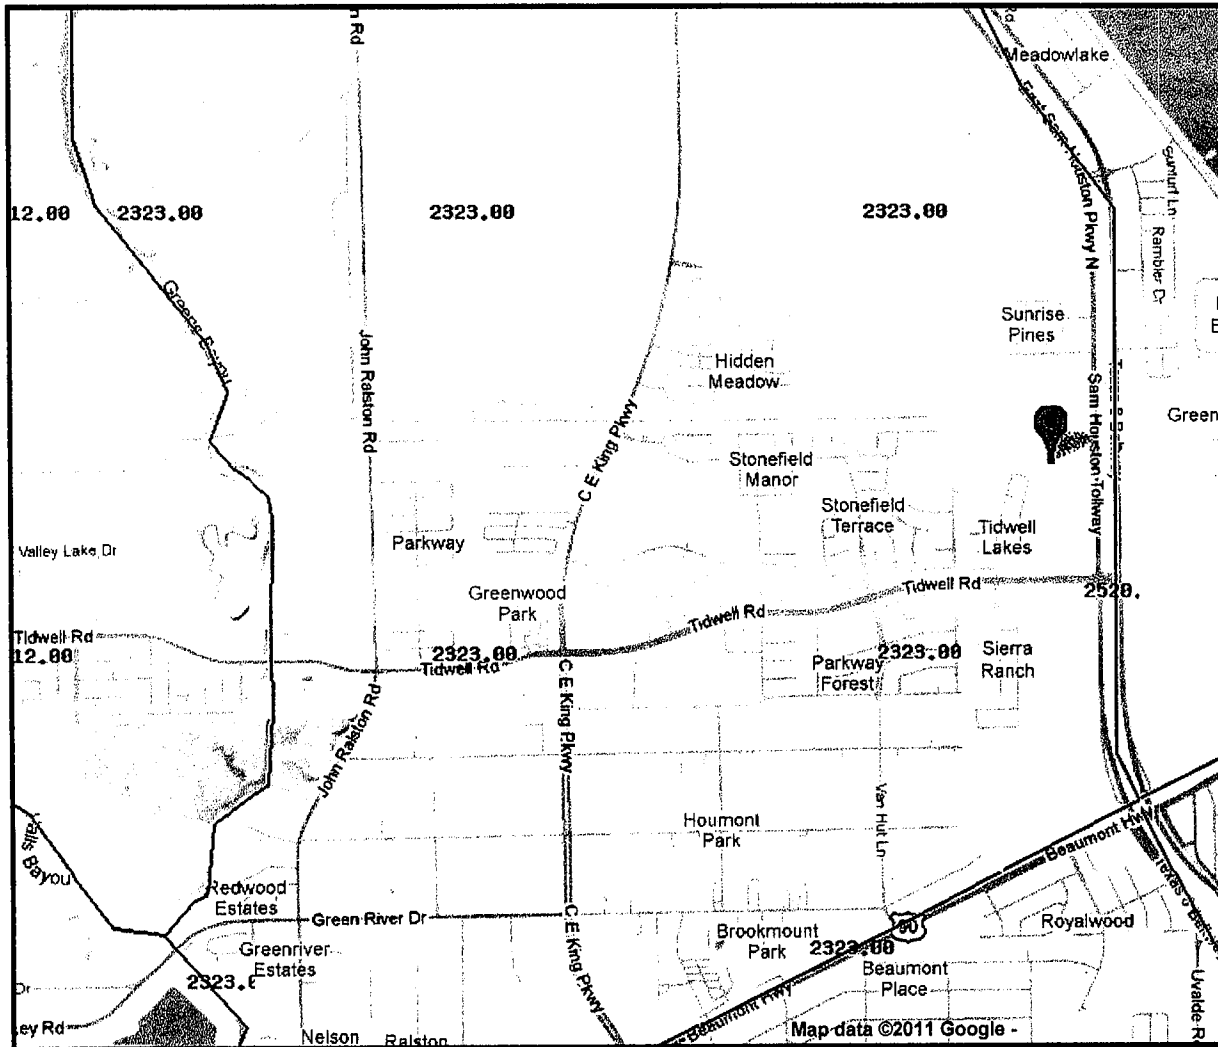 n Rd
Rd
Meadowlake
East Sam Houston Pkwy N
Sunturf Ln
Rambler Dr
12.00
2323.00
2323.00
2323.00
Greens Bayou
John Ralston Rd
C E King Pkwy
Hidden
Meadow
Sunrise
Pines
Sam Houston Tollway
Green
Stonefield
Manor
Stonefield
Terrace
Tidwell
Lakes
Parkway
Valley Lake Dr
Greenwood
Park
Tidwell Rd
Tidwell Rd
2520.
Tidwell Rd
12.00
2323.00
Tidwell Rd
Parkway
Forest
2323.00
Sierra
Ranch
C E King Pkwy
John Ralston Rd
Van Hut Ln
Houmont
Park
Beaumont Hwy
Bayou
Redwood
Estates
Green River Dr
C E King Pkwy
Greenriver
Estates
Brookmount
Park
90
2323.00
Royalwood
Beaumont
Place
2323.0
Dr
ey Rd
Nelson
Ralston
Beaumont Hwy
Uvalde R
Map data ©2011 Google -